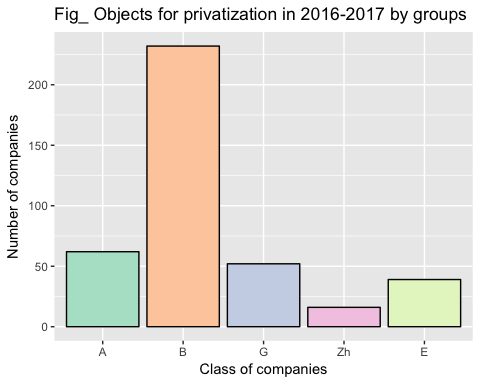 Fig_ Objects for privatization in 2016-2017 by groups
Number of companies
200
150
100
50
0
A B G Zh E
Class of companies